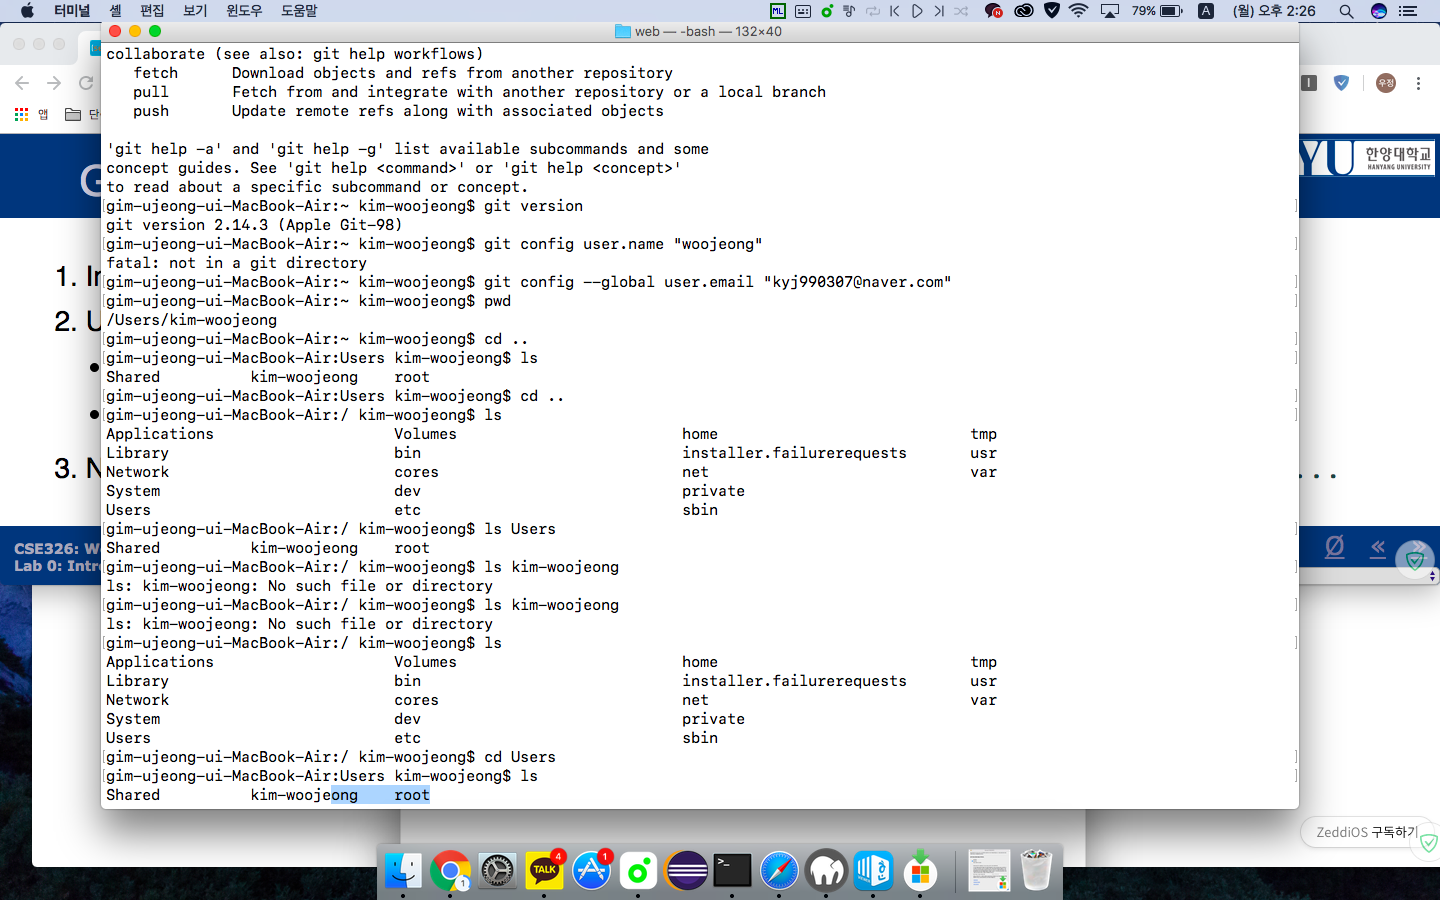 터미널 셸 편집 보기 윈도우 도움말 79% A (월) 오후 2:26
web — -bash — 132×40
collaborate (see also: git help workflows)
fetch Download objects and refs from another repository
pull Fetch from and integrate with another repository or a local branch
push Update remote refs along with associated objects
'git help -a' and 'git help -g' list available subcommands and some
concept guides. See 'git help <command>' or 'git help <concept>'
to read about a specific subcommand or concept.
gim-ujeong-ui-MacBook-Air:~ kim-woojeong$ git version
git version 2.14.3 (Apple Git-98)
gim-ujeong-ui-MacBook-Air:~ kim-woojeong$ git config user.name "woojeong"
fatal: not in a git directory
gim-ujeong-ui-MacBook-Air:~ kim-woojeong$ git config --global user.email "kyj990307@naver.com"
gim-ujeong-ui-MacBook-Air:~ kim-woojeong$ pwd
/Users/kim-woojeong
gim-ujeong-ui-MacBook-Air:~ kim-woojeong$ cd ..
gim-ujeong-ui-MacBook-Air:Users kim-woojeong$ ls
Shared kim-woojeong root
gim-ujeong-ui-MacBook-Air:Users kim-woojeong$ cd ..
gim-ujeong-ui-MacBook-Air:/ kim-woojeong$ ls
Applications Volumes home tmp
Library bin installer.failurerequests usr
Network cores net var
System dev private
Users etc sbin
gim-ujeong-ui-MacBook-Air:/ kim-woojeong$ ls Users
Shared kim-woojeong root
gim-ujeong-ui-MacBook-Air:/ kim-woojeong$ ls kim-woojeong
ls: kim-woojeong: No such file or directory
gim-ujeong-ui-MacBook-Air:/ kim-woojeong$ ls kim-woojeong
ls: kim-woojeong: No such file or directory
gim-ujeong-ui-MacBook-Air:/ kim-woojeong$ ls
Applications Volumes home tmp
Library bin installer.failurerequests usr
Network cores net var
System dev private
Users etc sbin
gim-ujeong-ui-MacBook-Air:/ kim-woojeong$ cd Users
gim-ujeong-ui-MacBook-Air:Users kim-woojeong$ ls
Shared kim-woojeong root
앱
우정
YU 한양대학교
HANYANG UNIVERSITY
1.
2.
3.
CSE326:
Lab 0:
ZeddiOS 구독하기
TALK 4
1